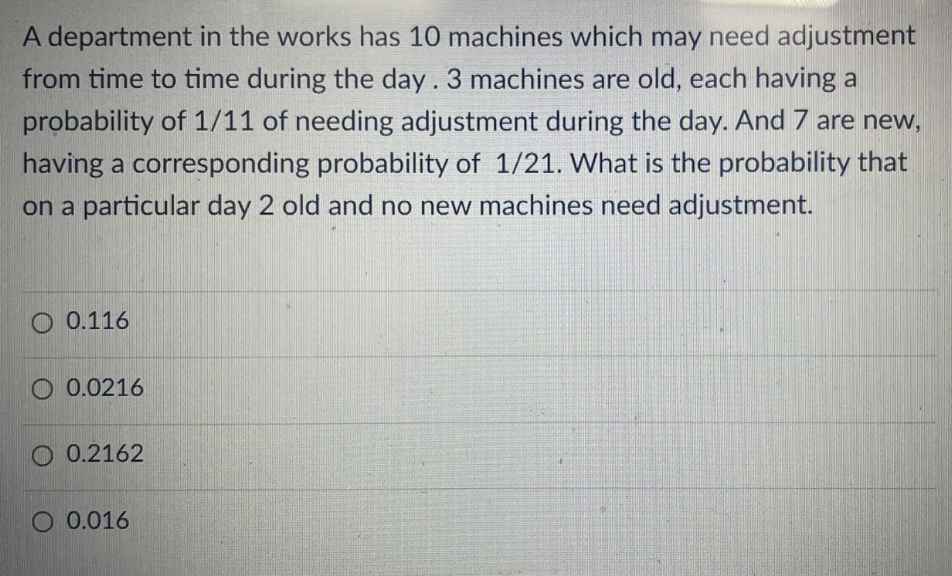 A department in the works has 10 machines which may need adjustment
from time to time during the day . 3 machines are old, each having a
probability of 1/11 of needing adjustment during the day. And 7 are new,
having a corresponding probability of 1/21. What is the probability that
on a particular day 2 old and no new machines need adjustment.
0.116
0.0216
0.2162
0.016